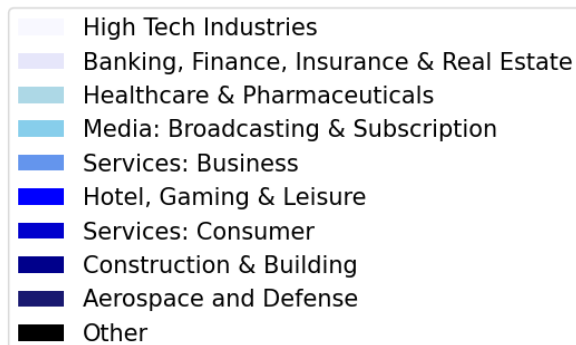 High Tech Industries
Banking, Finance, Insurance & Real Estate
Healthcare & Pharmaceuticals
Media: Broadcasting & Subscription
Services: Business
Hotel, Gaming & Leisure
Services: Consumer
Construction & Building
Aerospace and Defense
Other